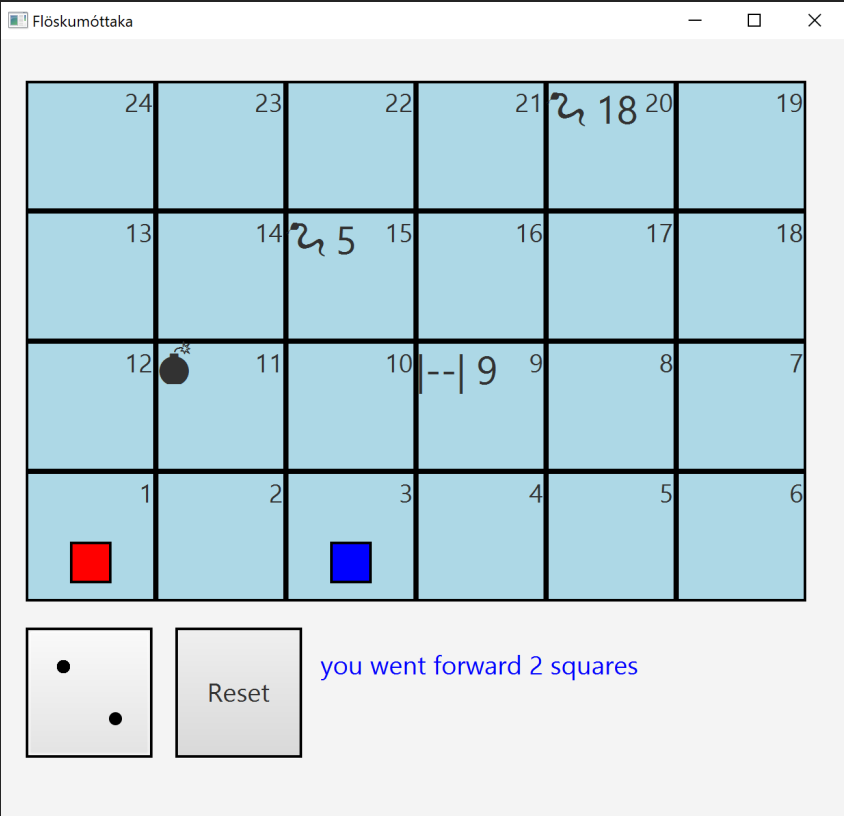 Flöskumóttaka
24 23 22 21 18 20 19
13 14 5 15 16 17 18
12 11 10 |--| 9 9 8 7
1 2 3 4 5 6
Reset
you went forward 2 squares